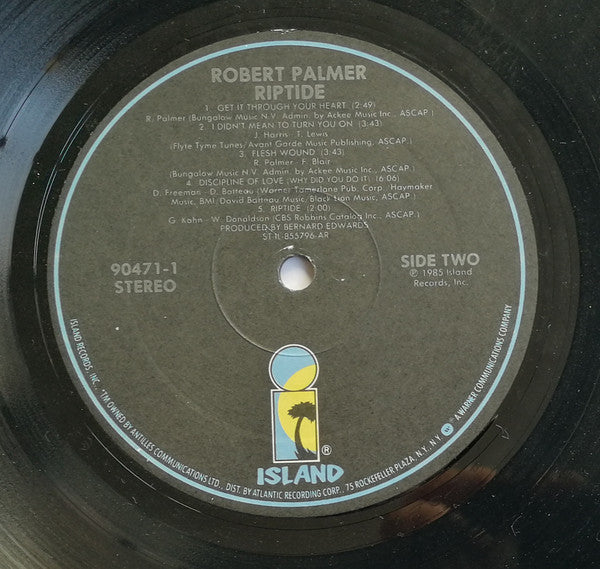 ROBERT PALMER
RIPTIDE
1. GET IT THROUGH YOUR HEART (2:49)
R. Palmer (Bungalow Music N.V. Admin. by Ackee Music Inc., ASCAP)
2. I DIDN'T MEAN TO TURN YOU ON (3:43)
J. Harris - T. Lewis
(Flyte Tyme Tunes/Avant Garde Music Publishing, ASCAP.)
3. FLESH WOUND (3:43)
R. Palmer - F. Blair
(Bungalow Music N.V. Admin. by Ackee Music Inc., ASCAP)
4. DISCIPLINE OF LOVE (WHY DID YOU DO IT) (6:06)
D. Freeman - D. Batteau (Warner Tamerlane Pub. Corp. Haymaker
Music, BMI/David Batteau Music, Black Lion Music, ASCAP)
5. RIPTIDE (2:00)
G. Kahn - W. Donaldson (CBS Robbins Catalog Inc., ASCAP)
PRODUCED BY BERNARD EDWARDS
ST-IL-855796-AR
90471-1
STEREO
SIDE TWO
℗ 1985 Island
Records, Inc.
®
ISLAND
ISLAND RECORDS, INC. *TM OWNED BY ANTILLES COMMUNICATIONS LTD., DIST. BY ATLANTIC RECORDING CORP., 75 ROCKEFELLER PLAZA, N.Y., N.Y. A WARNER COMMUNICATIONS COMPANY